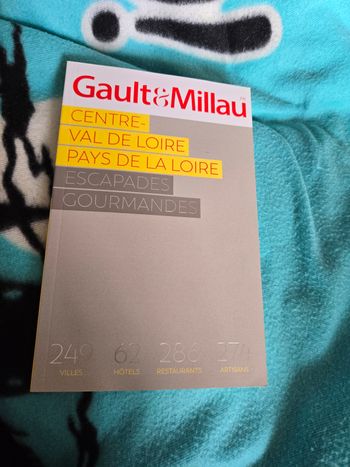 Gault&Millau
CENTRE-
VAL DE LOIRE
PAYS DE LA LOIRE
ESCAPADES
GOURMANDES
249 62 286 174
VILLES HÔTELS RESTAURANTS ARTISANS